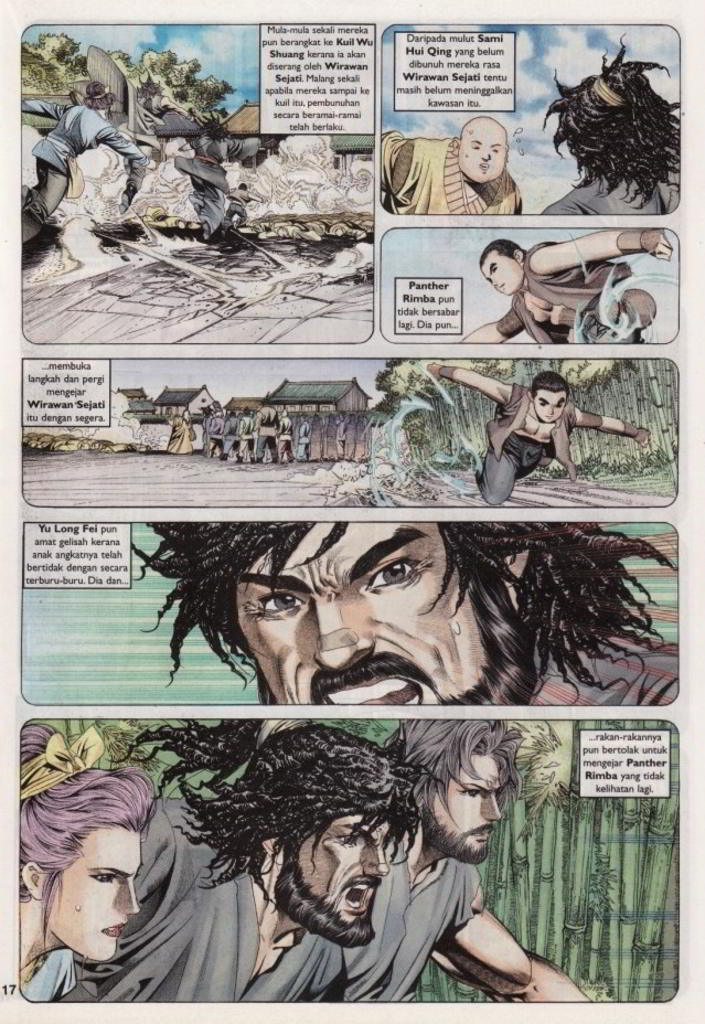 Mula-mula sekali mereka
pun berangkat ke Kuil Wu
Shuang kerana ia akan
diserang oleh Wirawan
Sejati. Malang sekali
apabila mereka sampai ke
kuil itu, pembunuhan
secara beramai-ramai
telah berlaku.
Daripada mulut Sami
Hui Qing yang belum
dibunuh mereka rasa
Wirawan Sejati tentu
masih belum meninggalkan
kawasan itu.
Panther
Rimba pun
tidak bersabar
lagi. Dia pun...
...membuka
langkah dan pergi
mengejar
Wirawan Sejati
itu dengan segera.
Yu Long Fei pun
amat gelisah kerana
anak angkatnya telah
bertidak dengan secara
terburu-buru. Dia dan...
...rakan-rakannya
pun bertolak untuk
mengejar Panther
Rimba yang tidak
kelihatan lagi.
17